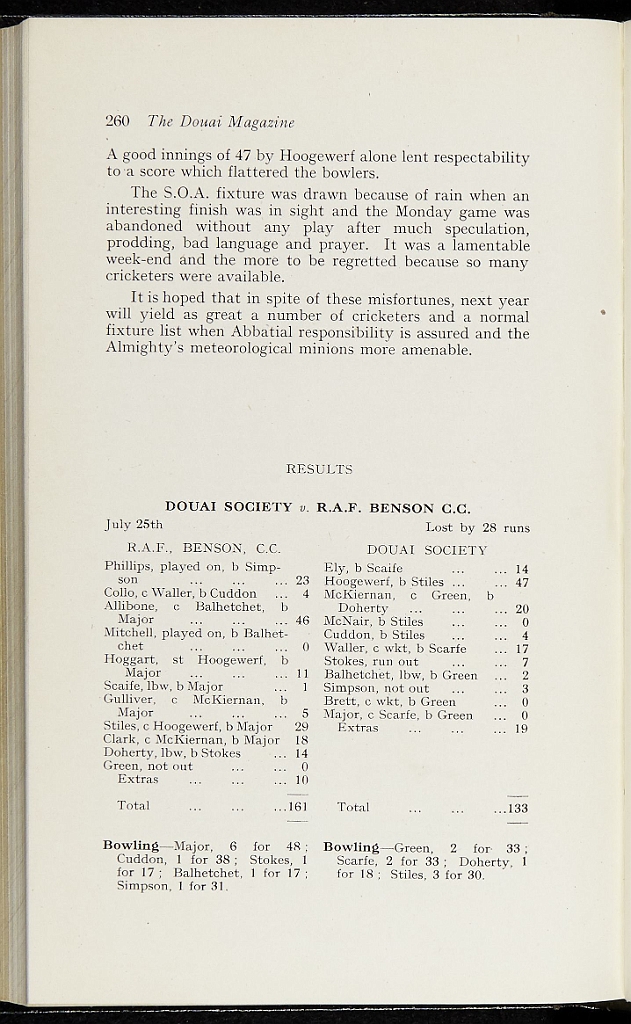 260 The Douai Magazine
A good innings of 47 by Hoogewerf alone lent respectability
to a score which flattered the bowlers.
The S.O.A. fixture was drawn because of rain when an
interesting finish was in sight and the Monday game was
abandoned without any play after much speculation,
prodding, bad language and prayer. It was a lamentable
week-end and the more to be regretted because so many
cricketers were available.
It is hoped that in spite of these misfortunes, next year
will yield as great a number of cricketers and a normal
fixture list when Abbatial responsibility is assured and the
Almighty's meteorological minions more amenable.
RESULTS
DOUAI SOCIETY v. R.A.F. BENSON C.C.
July 25th Lost by 28 runs
R.A.F., BENSON, C.C.
Phillips, played on, b Simp-
son ... ... ... 23
Collo, c Waller, b Cuddon ... 4
Allibone, c Balhetchet, b
Major ... ... ... 46
Mitchell, played on, b Balhet-
chet ... ... ... 0
Hoggart, st Hoogewerf, b
Major ... ... ... 11
Scaife, lbw, b Major ... 1
Gulliver, c McKiernan, b
Major ... ... ... 5
Stiles, c Hoogewerf, b Major 29
Clark, c McKiernan, b Major 18
Doherty, lbw, b Stokes ... 14
Green, not out ... ... 0
Extras ... ... ... 10
Total ... ... ...161
Bowling—Major, 6 for 48;
Cuddon, 1 for 38; Stokes, 1
for 17; Balhetchet, 1 for 17;
Simpson, 1 for 31.
DOUAI SOCIETY
Ely, b Scaife ... ... 14
Hoogewerf, b Stiles ... ... 47
McKiernan, c Green, b
Doherty ... ... ... 20
McNair, b Stiles ... ... 0
Cuddon, b Stiles ... ... 4
Waller, c wkt, b Scarfe ... 17
Stokes, run out ... ... 7
Balhetchet, lbw, b Green ... 2
Simpson, not out ... ... 3
Brett, c wkt, b Green ... 0
Major, c Scarfe, b Green ... 0
Extras ... ... ... 19
Total ... ... ...133
Bowling—Green, 2 for 33;
Scarfe, 2 for 33; Doherty, 1
for 18; Stiles, 3 for 30.